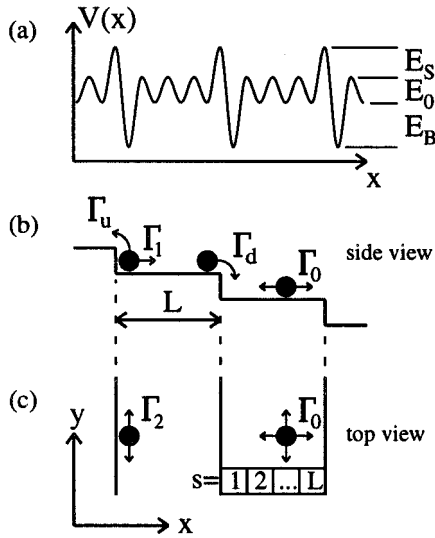 (a) V(x)
E_S
E_0
E_B
x
(b) Γ_u Γ_1 Γ_d Γ_0 side view
L
(c) y Γ_2 Γ_0 top view
s= 1 2 ... L
x